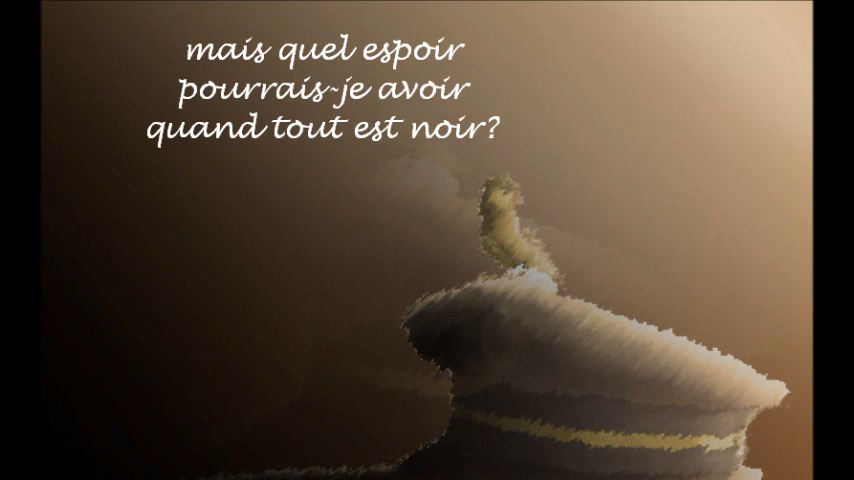 mais quel espoir
pourrais-je avoir
quand tout est noir?